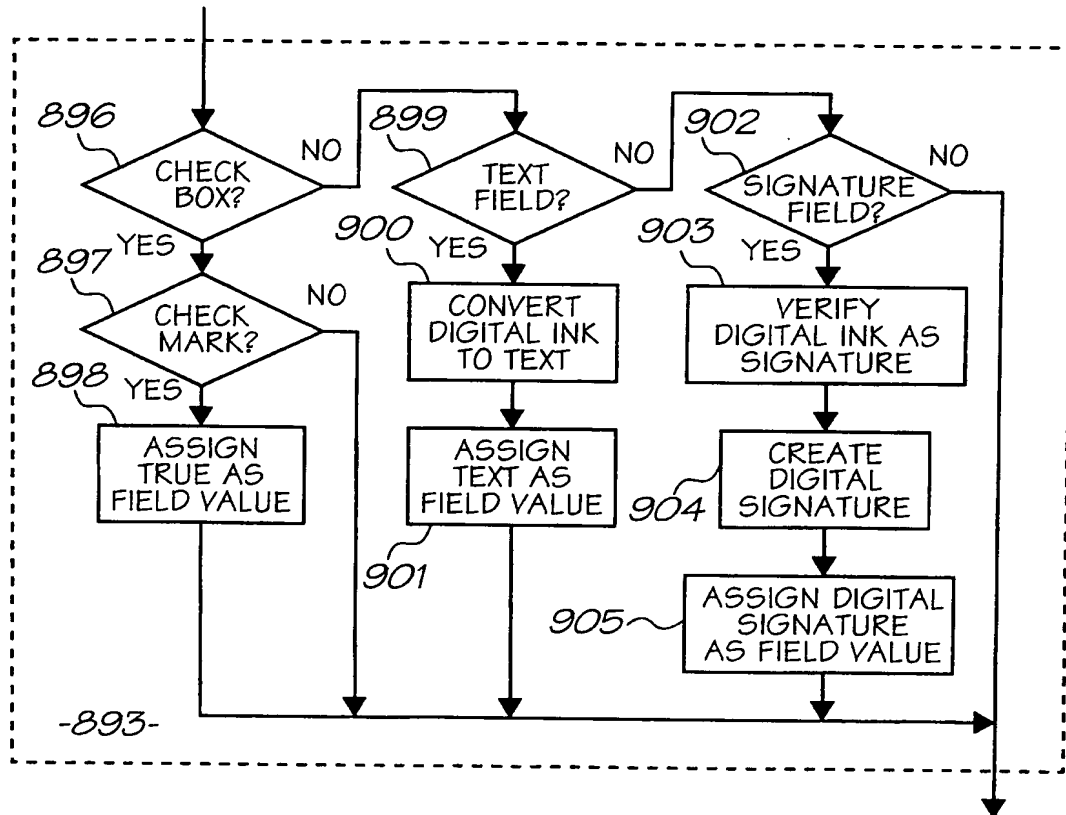 896
CHECK
BOX?
NO
YES
897
CHECK
MARK?
NO
YES
898
ASSIGN
TRUE AS
FIELD VALUE
899
TEXT
FIELD?
NO
YES
900
CONVERT
DIGITAL INK
TO TEXT
ASSIGN
TEXT AS
FIELD VALUE
901
902
SIGNATURE
FIELD?
NO
YES
903
VERIFY
DIGITAL INK AS
SIGNATURE
CREATE
DIGITAL
SIGNATURE
904
ASSIGN DIGITAL
SIGNATURE
AS FIELD VALUE
905
-893-